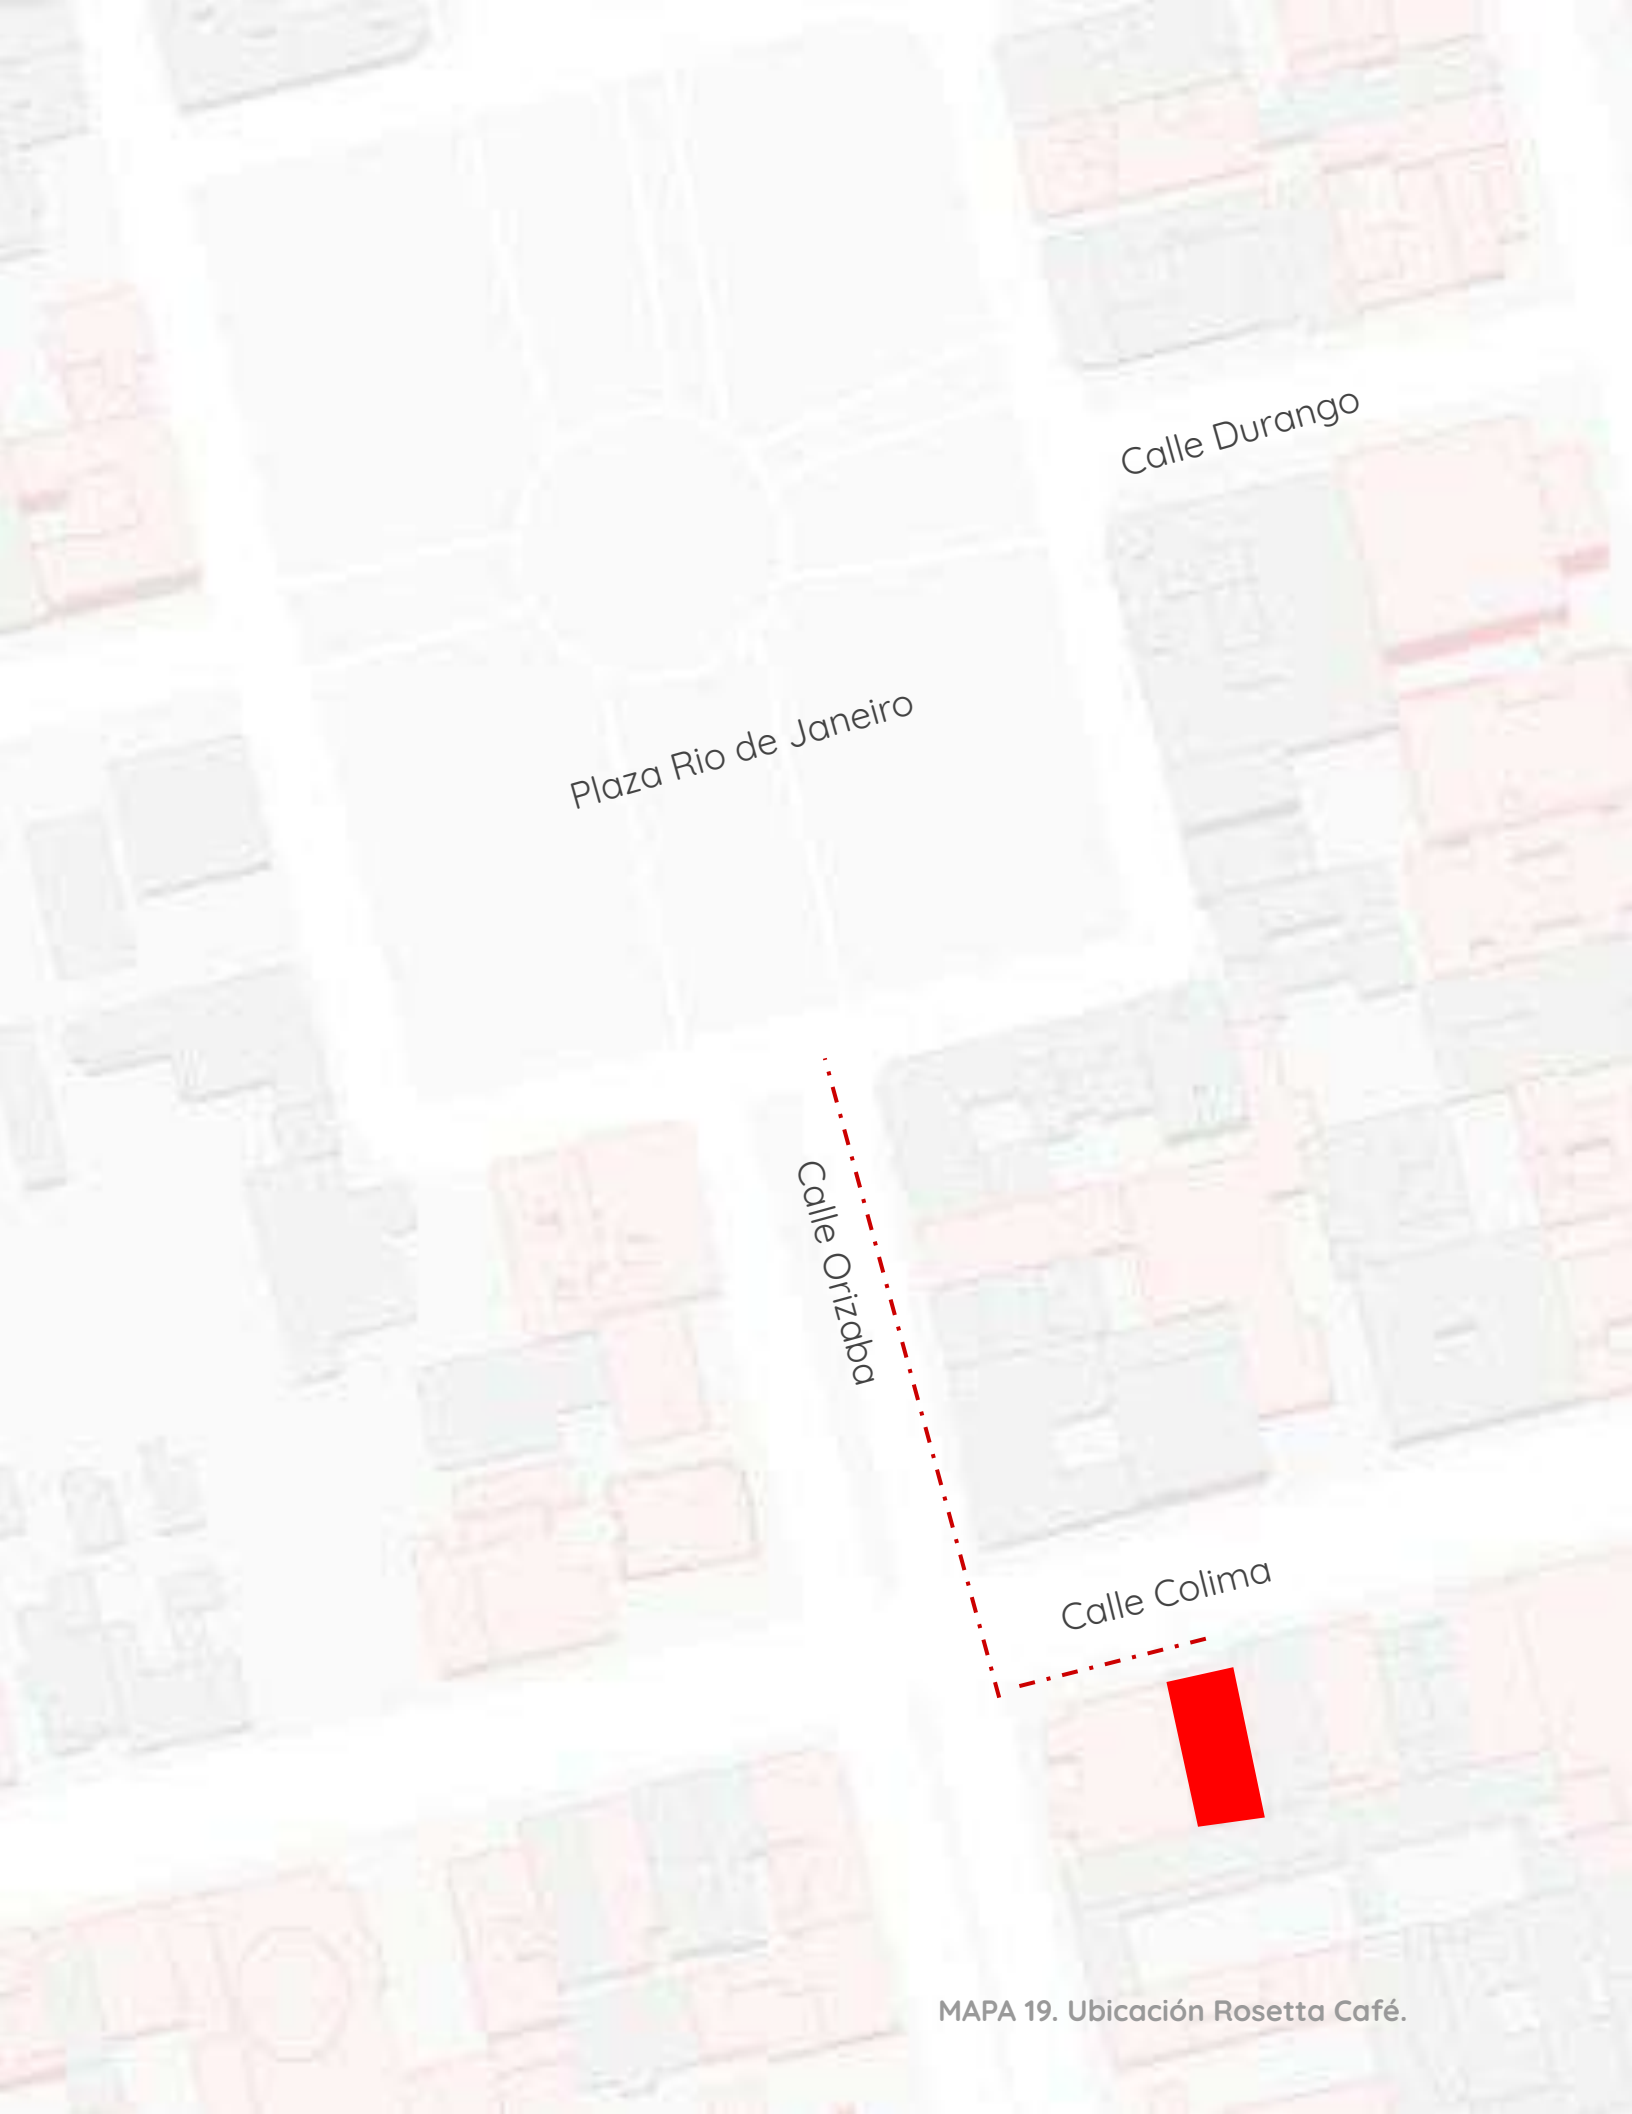 Calle Durango
Plaza Rio de Janeiro
Calle Orizaba
Calle Colima
MAPA 19. Ubicación Rosetta Café.